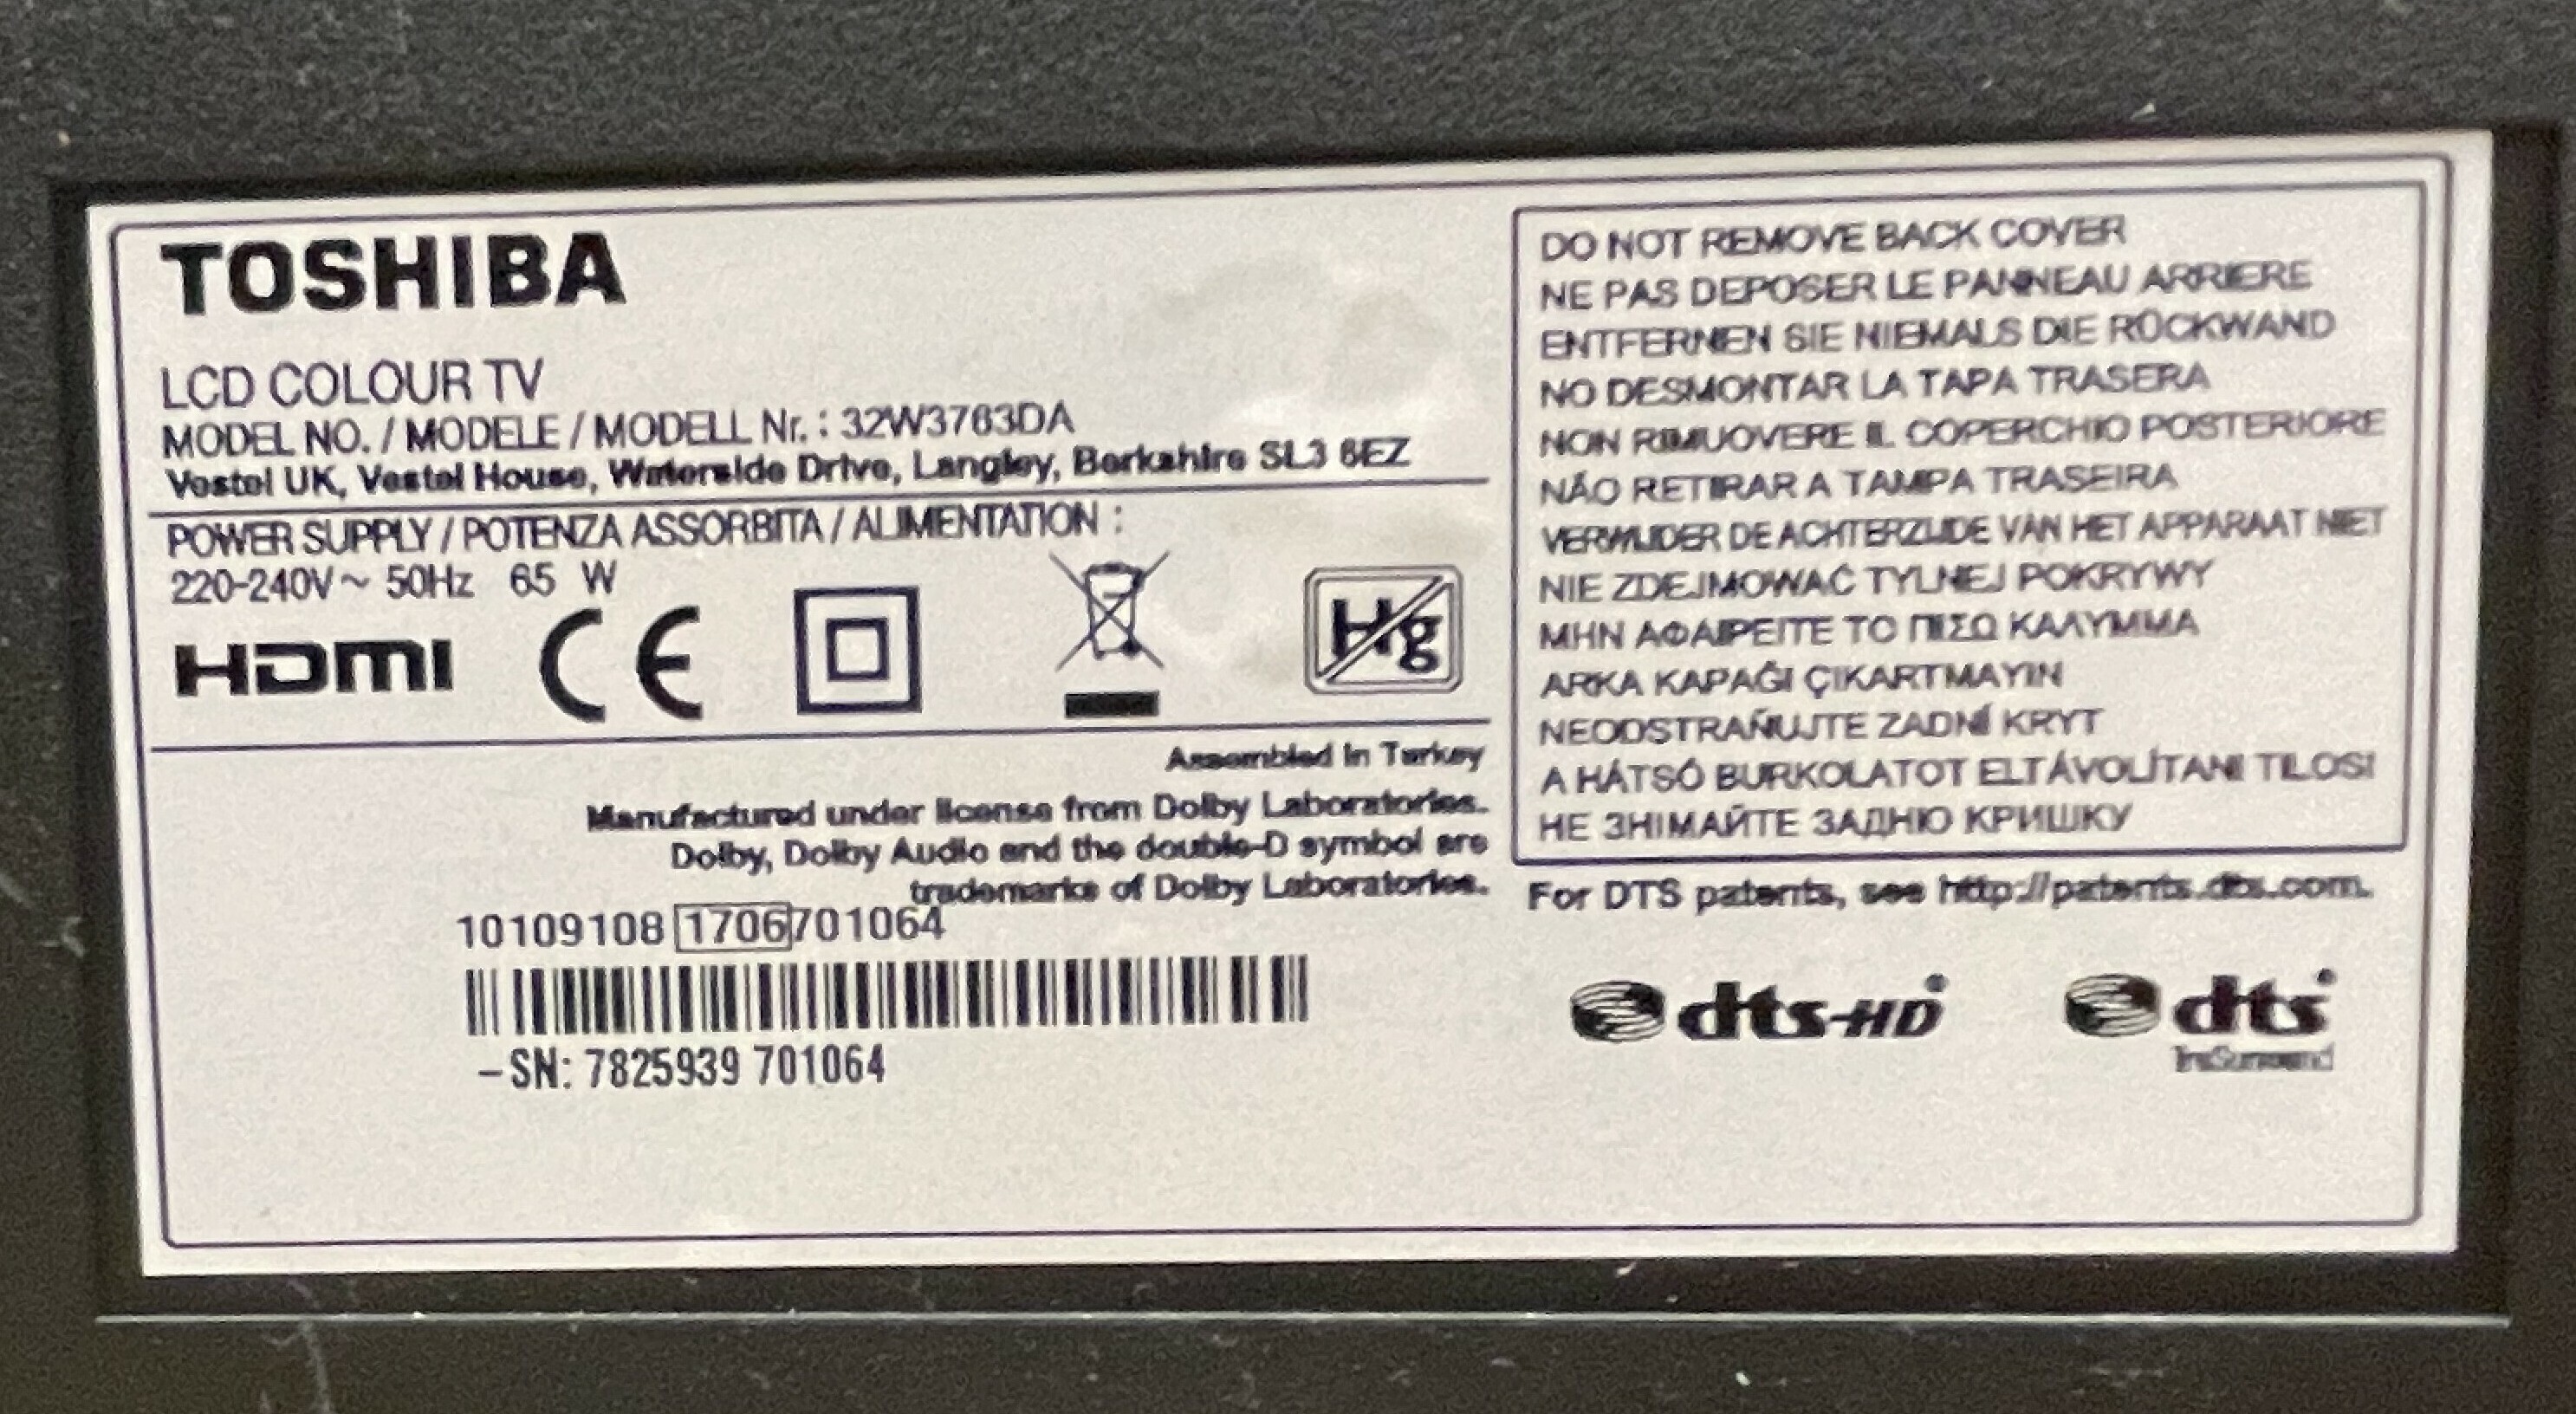 TOSHIBA
LCD COLOUR TV
MODEL NO. / MODELE / MODELL Nr. : 32W3763DA
Vestel UK, Vestel House, Waterside Drive, Langley, Berkshire SL3 6EZ
POWER SUPPLY / POTENZA ASSORBITA / ALIMENTATION :
220-240V ~ 50Hz 65 W
HDMI CE Hg
Assembled in Turkey
Manufactured under license from Dolby Laboratories.
Dolby, Dolby Audio and the double-D symbol are
trademarks of Dolby Laboratories.
10109108 1706 701064
–SN: 7825939 701064
DO NOT REMOVE BACK COVER
NE PAS DEPOSER LE PANNEAU ARRIERE
ENTFERNEN SIE NIEMALS DIE RÜCKWAND
NO DESMONTAR LA TAPA TRASERA
NON RIMUOVERE IL COPERCHIO POSTERIORE
NÃO RETIRAR A TAMPA TRASEIRA
VERWIJDER DE ACHTERZIJDE VAN HET APPARAAT NIET
NIE ZDEJMOWAĆ TYLNEJ POKRYWY
ΜΗΝ ΑΦΑΙΡΕΙΤΕ ΤΟ ΠΙΣΩ ΚΑΛΥΜΜΑ
ARKA KAPAĞI ÇIKARTMAYIN
NEODSTRAŇUJTE ZADNÍ KRYT
A HÁTSÓ BURKOLATOT ELTÁVOLÍTANI TILOS!
НЕ ЗНІМАЙТЕ ЗАДНЮ КРИШКУ
For DTS patents, see http://patents.dts.com.
dts-HD® dts®
TruSurround